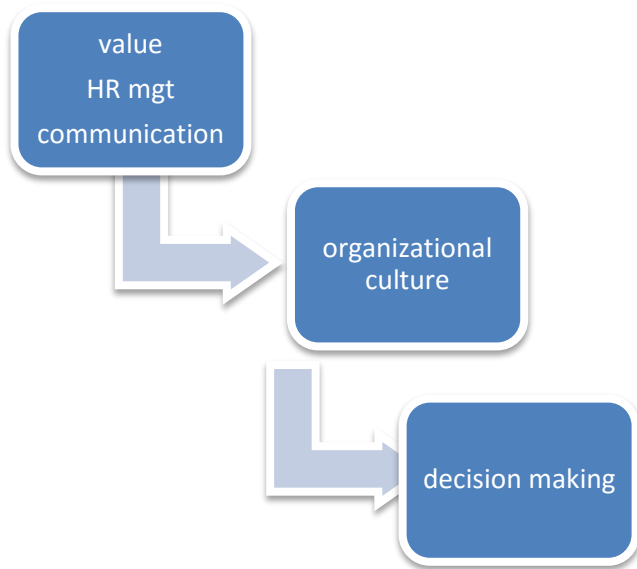 value
HR mgt
communication
organizational
culture
decision making